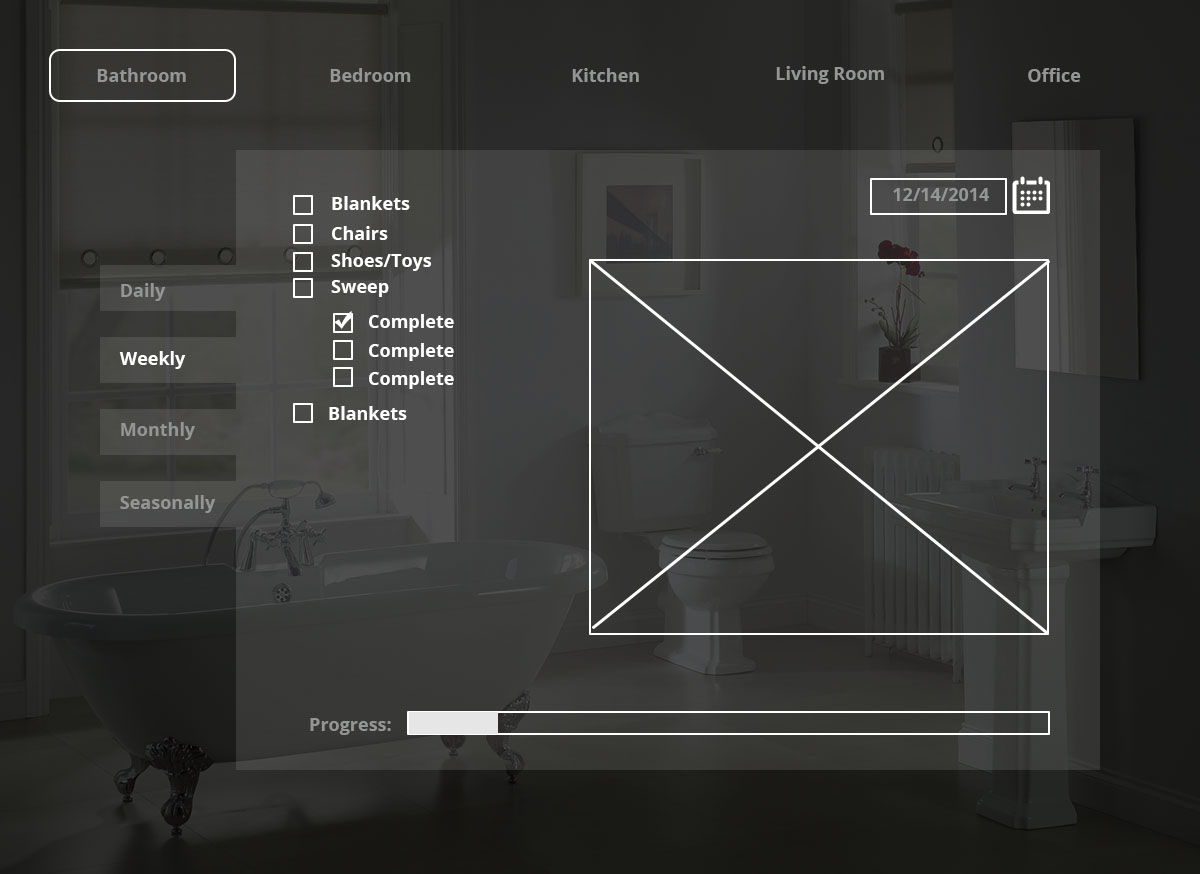 Bathroom
Bedroom
Kitchen
Living Room
Office
12/14/2014
Blankets
Chairs
Shoes/Toys
Sweep
Complete
Complete
Complete
Blankets
Daily
Weekly
Monthly
Seasonally
Progress: